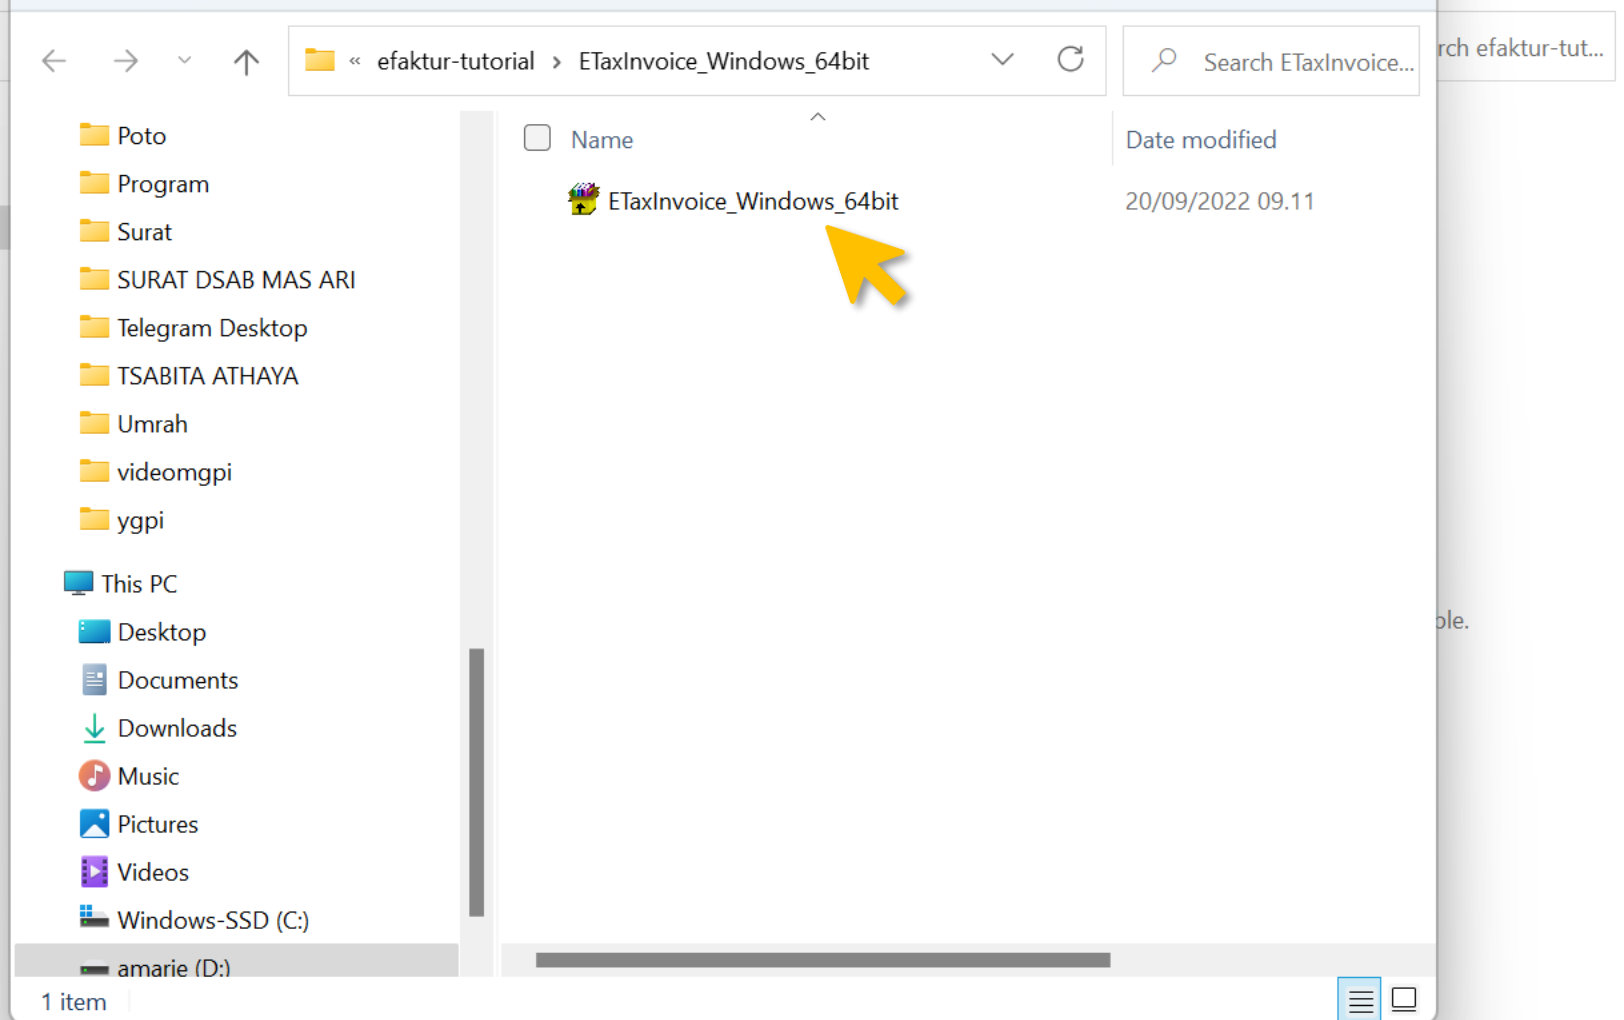 « efaktur-tutorial > ETaxInvoice_Windows_64bit
Search ETaxInvoice...
rch efaktur-tut...
Poto
Program
Surat
SURAT DSAB MAS ARI
Telegram Desktop
TSABITA ATHAYA
Umrah
videomgpi
ygpi
This PC
Desktop
Documents
Downloads
Music
Pictures
Videos
Windows-SSD (C:)
amarie (D:)
Name
Date modified
ETaxInvoice_Windows_64bit
20/09/2022 09.11
ble.
1 item